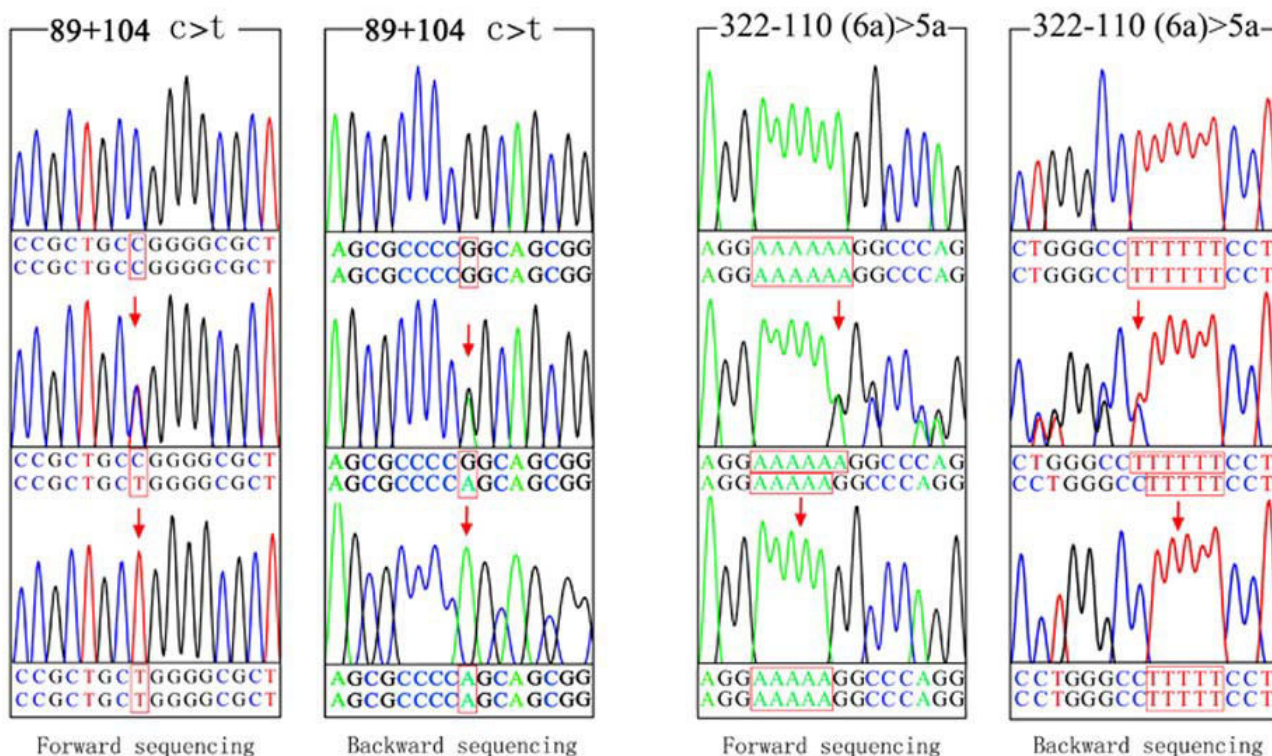 89+104 c>t
CCGCTGCCGGGGCGCT
CCGCTGCCGGGGCGCT
CCGCTGCCGGGGCGCT
CCGCTGCTGGGGCGCT
CCGCTGCTGGGGCGCT
CCGCTGCTGGGGCGCT
Forward sequencing
89+104 c>t
AGCGCCCCGGCAGCGG
AGCGCCCCGGCAGCGG
AGCGCCCCGGCAGCGG
AGCGCCCCAGCAGCGG
AGCGCCCCAGCAGCGG
AGCGCCCCAGCAGCGG
Backward sequencing
322-110 (6a)>5a
AGGAAAAAAGGCCCAG
AGGAAAAAAGGCCCAG
AGGAAAAAAGGCCCAG
AGGAAAAAGGCCCAGG
AGGAAAAAGGCCCAGG
AGGAAAAAGGCCCAGG
Forward sequencing
322-110 (6a)>5a
CTGGGCCTTTTTTCCT
CTGGGCCTTTTTTCCT
CTGGGCCTTTTTTCCT
CCTGGGCCTTTTTCCT
CCTGGGCCTTTTTCCT
CCTGGGCCTTTTTCCT
Backward sequencing